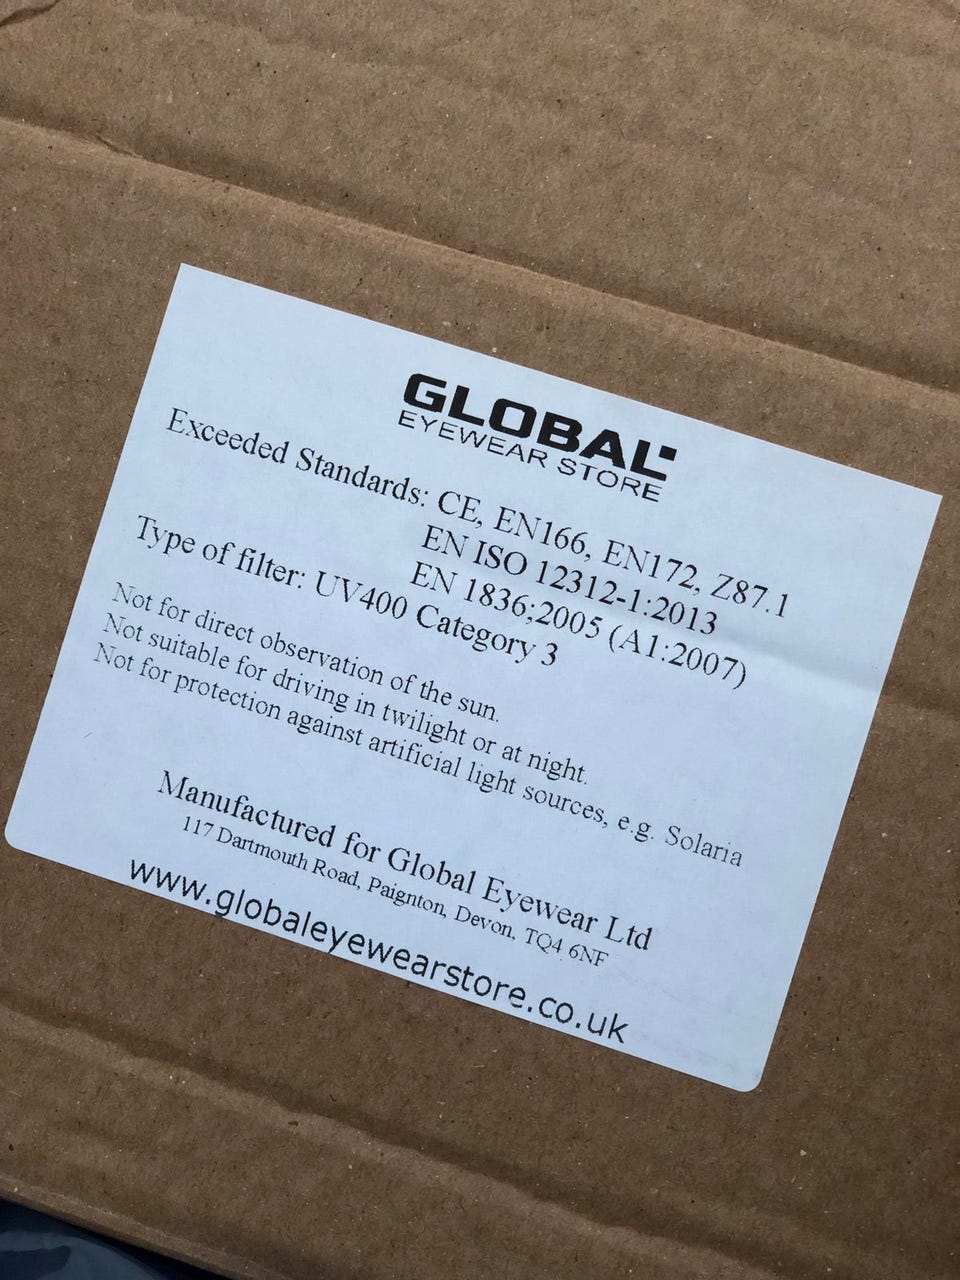 GLOBAL
EYEWEAR STORE
Exceeded Standards: CE, EN166, EN172, Z87.1
EN ISO 12312-1:2013
EN 1836;2005 (A1:2007)
Type of filter: UV400 Category 3
Not for direct observation of the sun.
Not suitable for driving in twilight or at night.
Not for protection against artificial light sources, e.g. Solaria
Manufactured for Global Eyewear Ltd
117 Dartmouth Road, Paignton, Devon, TQ4 6NF
www.globaleyewearstore.co.uk